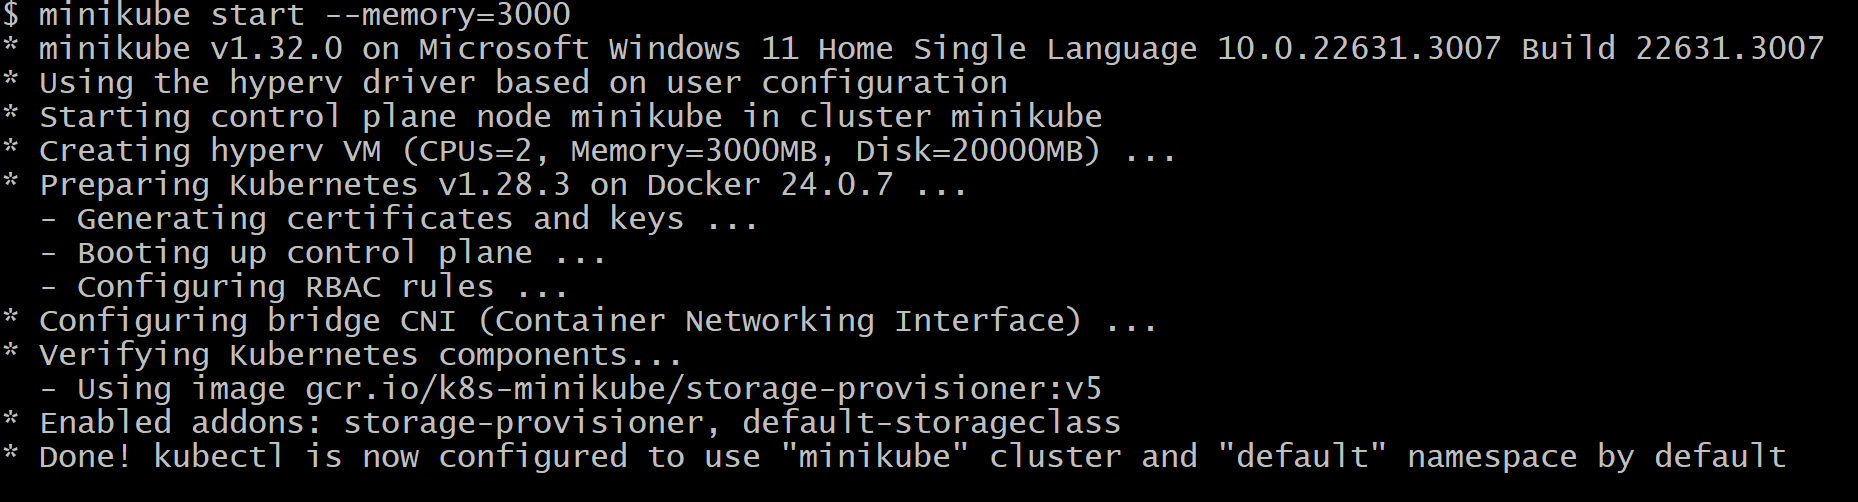 $ minikube start --memory=3000
* minikube v1.32.0 on Microsoft Windows 11 Home Single Language 10.0.22631.3007 Build 22631.3007
* Using the hyperv driver based on user configuration
* Starting control plane node minikube in cluster minikube
* Creating hyperv VM (CPUs=2, Memory=3000MB, Disk=20000MB) ...
* Preparing Kubernetes v1.28.3 on Docker 24.0.7 ...
  - Generating certificates and keys ...
  - Booting up control plane ...
  - Configuring RBAC rules ...
* Configuring bridge CNI (Container Networking Interface) ...
* Verifying Kubernetes components...
  - Using image gcr.io/k8s-minikube/storage-provisioner:v5
* Enabled addons: storage-provisioner, default-storageclass
* Done! kubectl is now configured to use "minikube" cluster and "default" namespace by default